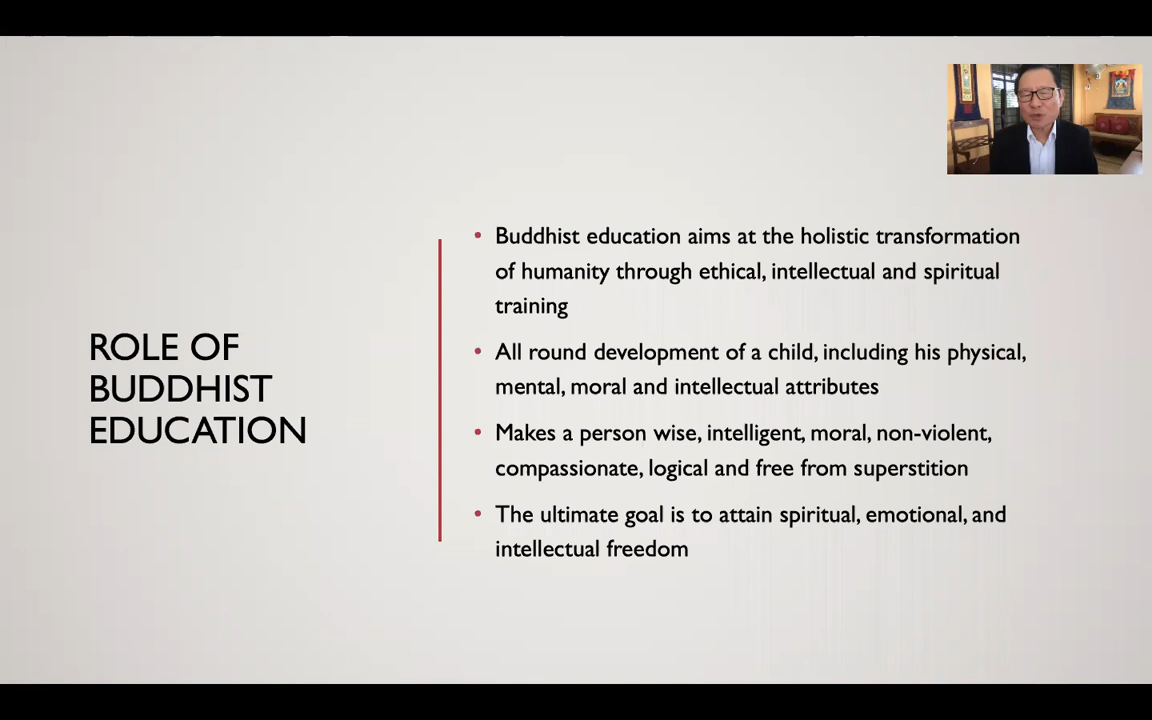 ROLE OF
BUDDHIST
EDUCATION
• Buddhist education aims at the holistic transformation
of humanity through ethical, intellectual and spiritual
training
• All round development of a child, including his physical,
mental, moral and intellectual attributes
• Makes a person wise, intelligent, moral, non-violent,
compassionate, logical and free from superstition
• The ultimate goal is to attain spiritual, emotional, and
intellectual freedom